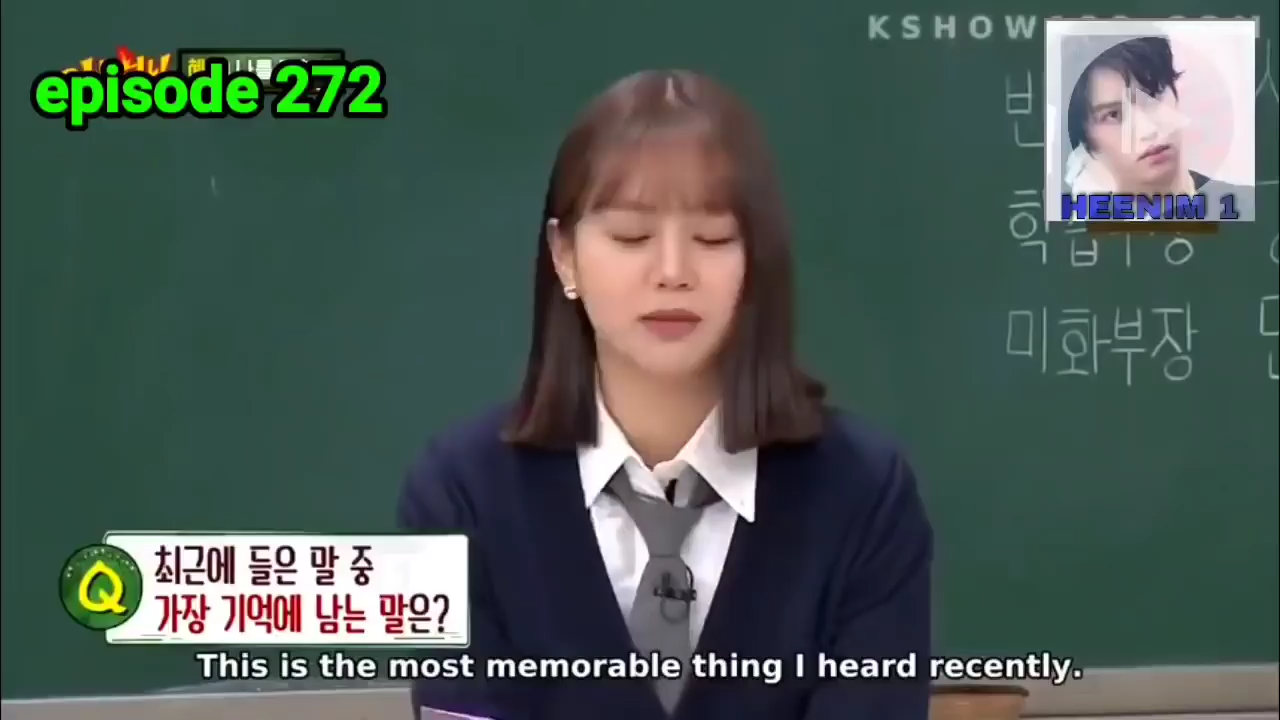 episode 272
KSHOW
HEENIM 1
미화부장
Q
최근에 들은 말 중
가장 기억에 남는 말은?
This is the most memorable thing I heard recently.